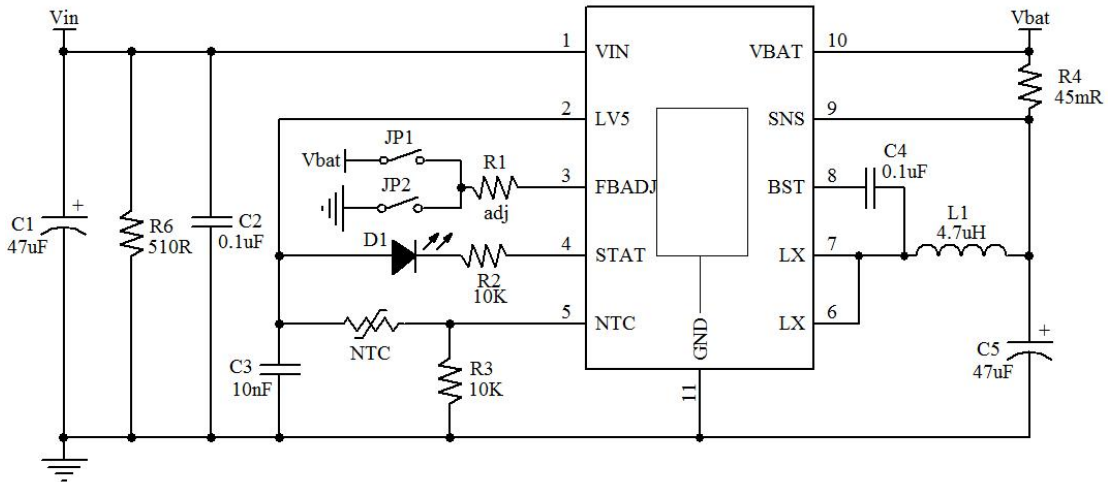 Vin
Vbat
1
VIN
VBAT
10
R4
45mR
2
LV5
SNS
9
JP1
Vbat
R1
C4
0.1uF
3
FBADJ
BST
8
JP2
adj
C1
+
47uF
R6
510R
C2
0.1uF
D1
L1
4.7uH
4
STAT
LX
7
R2
10K
5
NTC
LX
6
NTC
GND
C3
10nF
R3
10K
C5
+
47uF
11